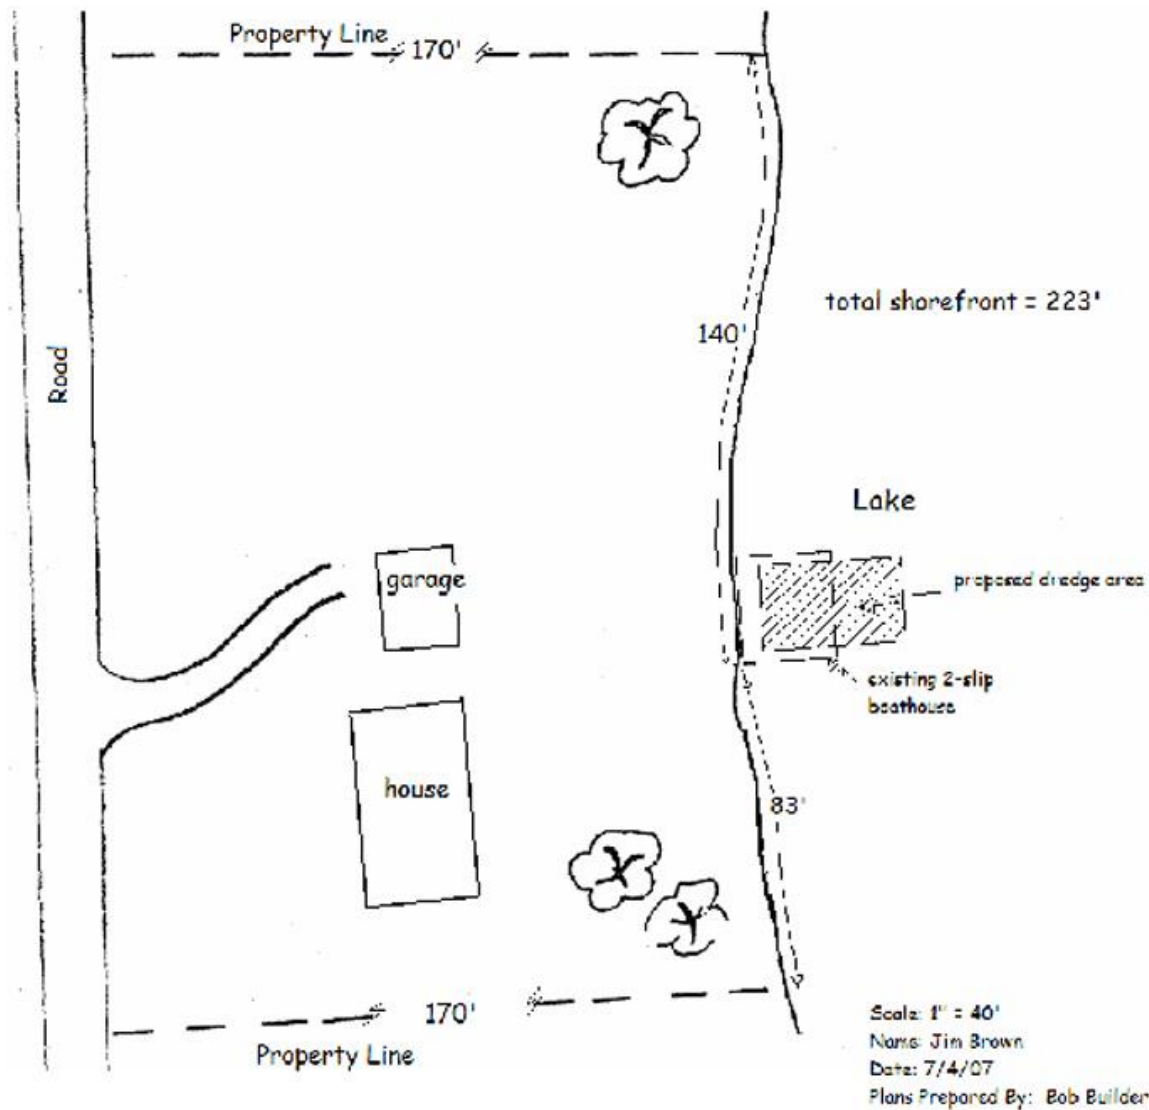 Property Line
170'
total shorefront = 223'
140'
Road
Lake
garage
proposed dredge area
existing 2-slip
boathouse
house
83'
170'
Property Line
Scale: 1" = 40'
Name: Jim Brown
Date: 7/4/07
Plans Prepared By: Bob Builder